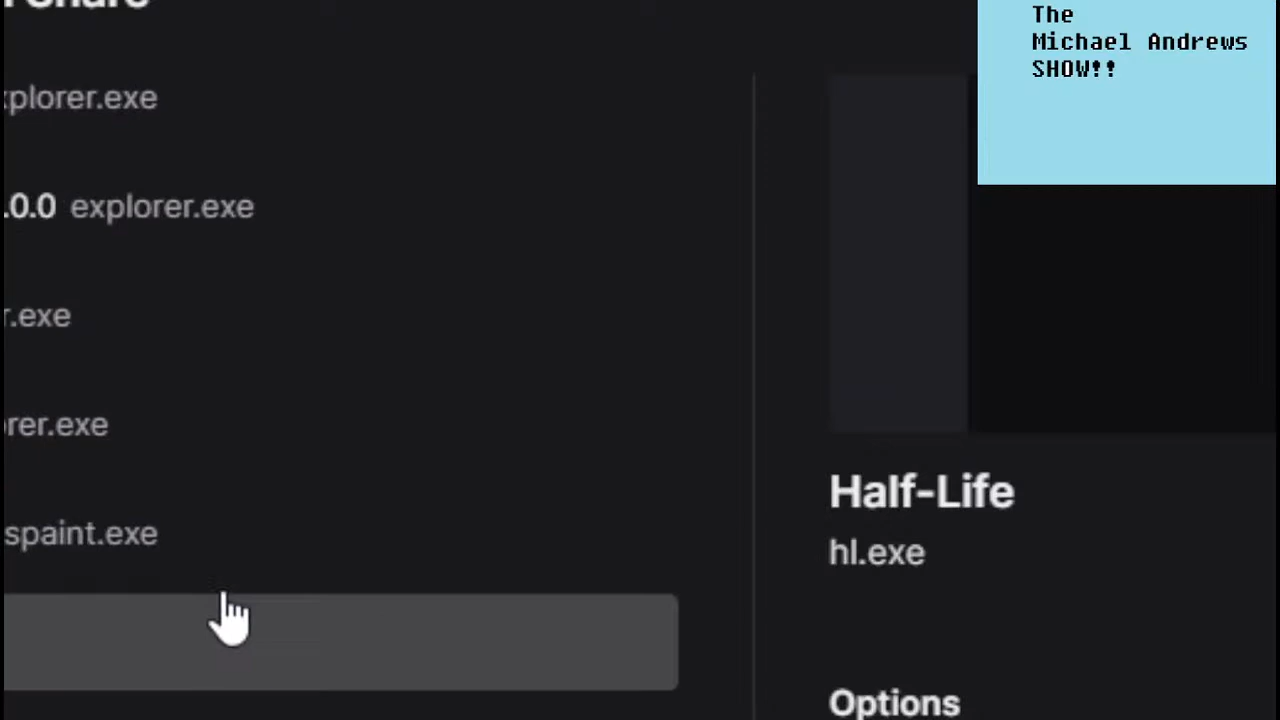 Share
xplorer.exe
.0.0 explorer.exe
r.exe
rer.exe
spaint.exe
The
Michael Andrews
SHOW!!
Half-Life
hl.exe
Options